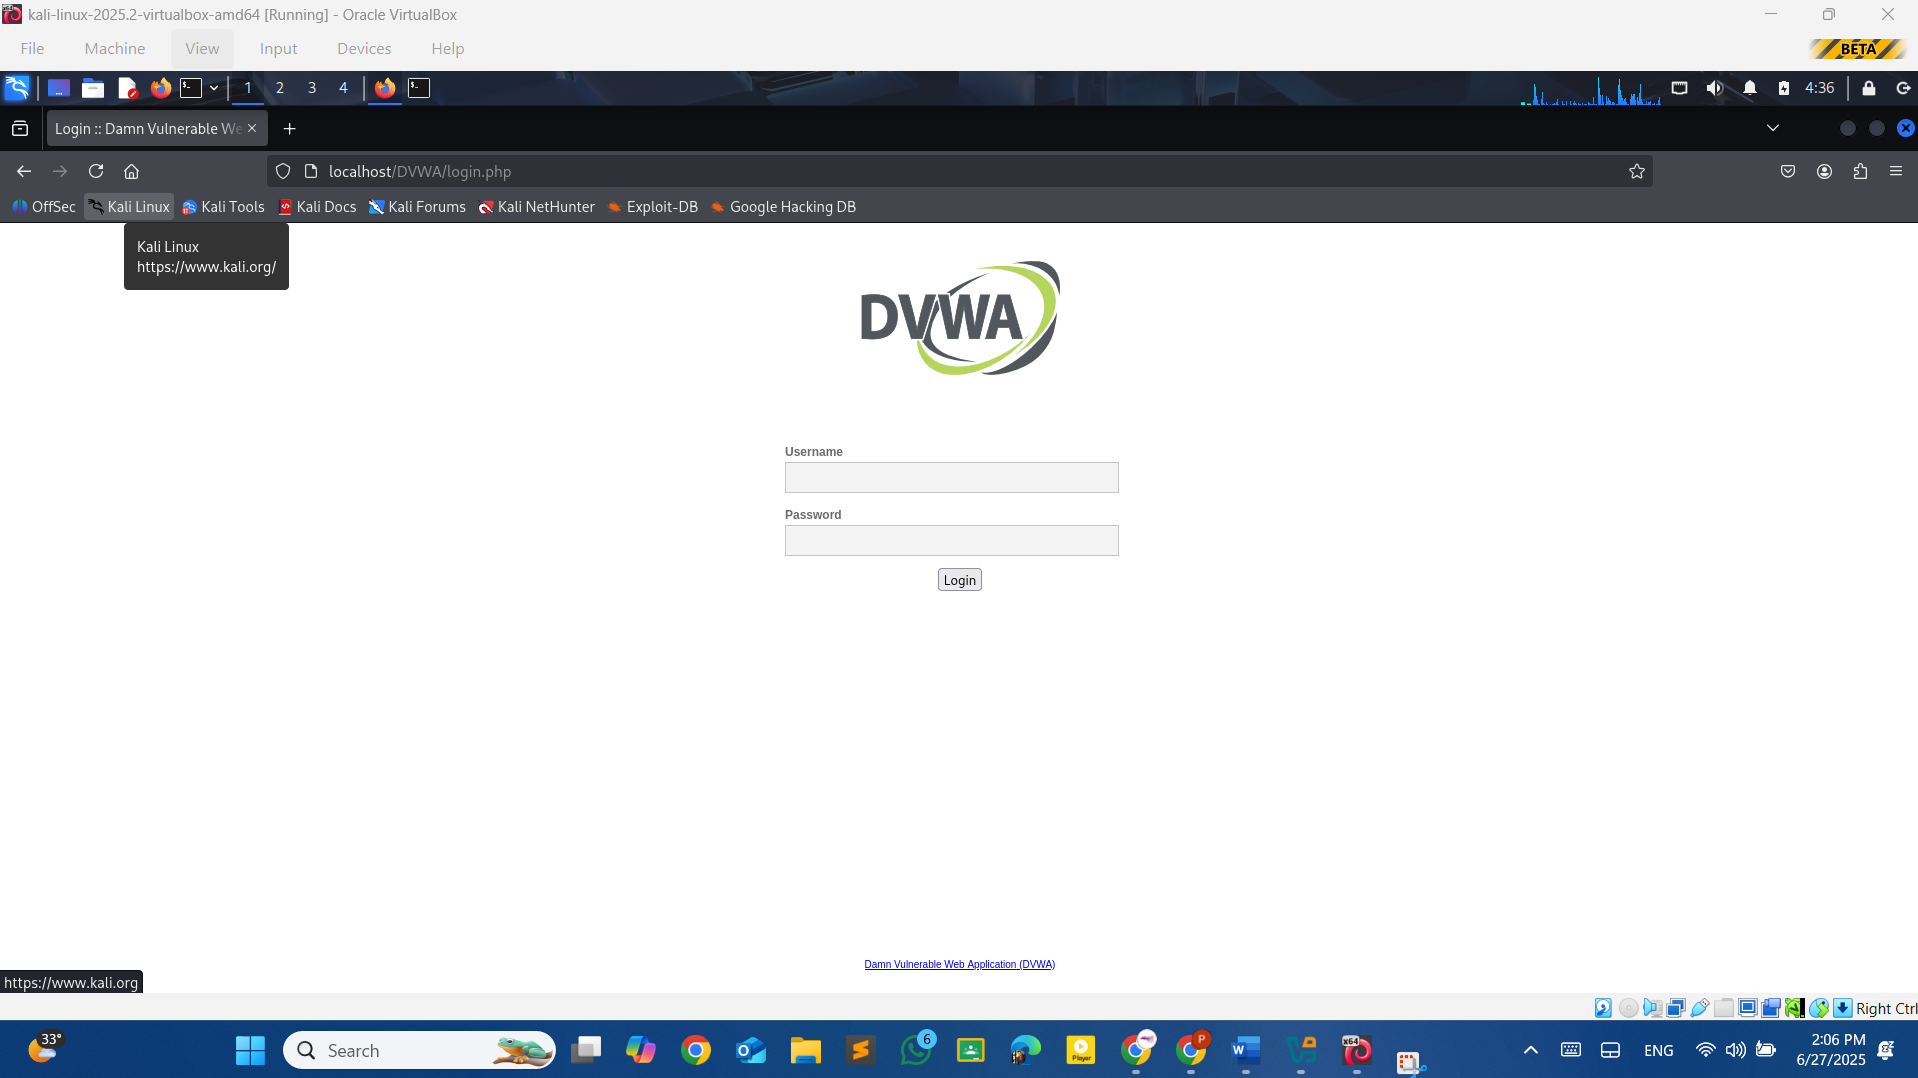 kali-linux-2025.2-virtualbox-amd64 [Running] - Oracle VirtualBox
File Machine View Input Devices Help
BETA
1 2 3 4
4:36
Login :: Damn Vulnerable We
localhost/DVWA/login.php
OffSec Kali Linux Kali Tools Kali Docs Kali Forums Kali NetHunter Exploit-DB Google Hacking DB
Kali Linux
https://www.kali.org/
DVWA
Username
Password
Login
Damn Vulnerable Web Application (DVWA)
https://www.kali.org
Right Ctrl
33°
Search
6
Player
P
x64
ENG
2:06 PM
6/27/2025